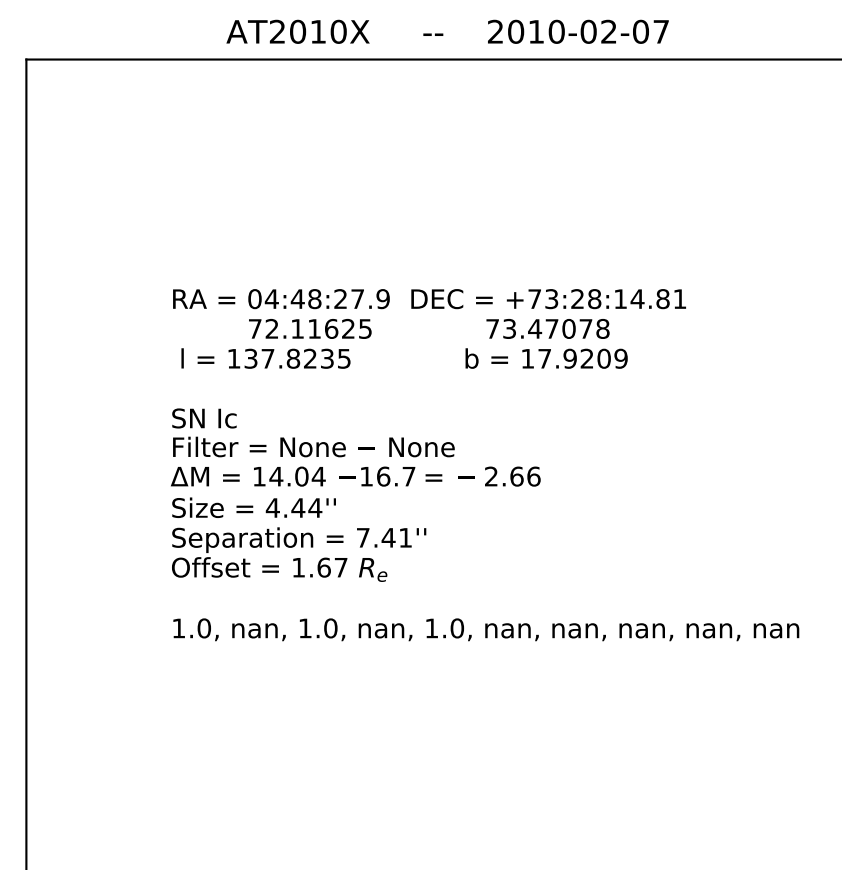 AT2010X -- 2010-02-07
RA = 04:48:27.9 DEC = +73:28:14.81
72.11625 73.47078
l = 137.8235 b = 17.9209
SN Ic
Filter = None − None
ΔM = 14.04 −16.7 = − 2.66
Size = 4.44''
Separation = 7.41''
Offset = 1.67 Re
1.0, nan, 1.0, nan, 1.0, nan, nan, nan, nan, nan